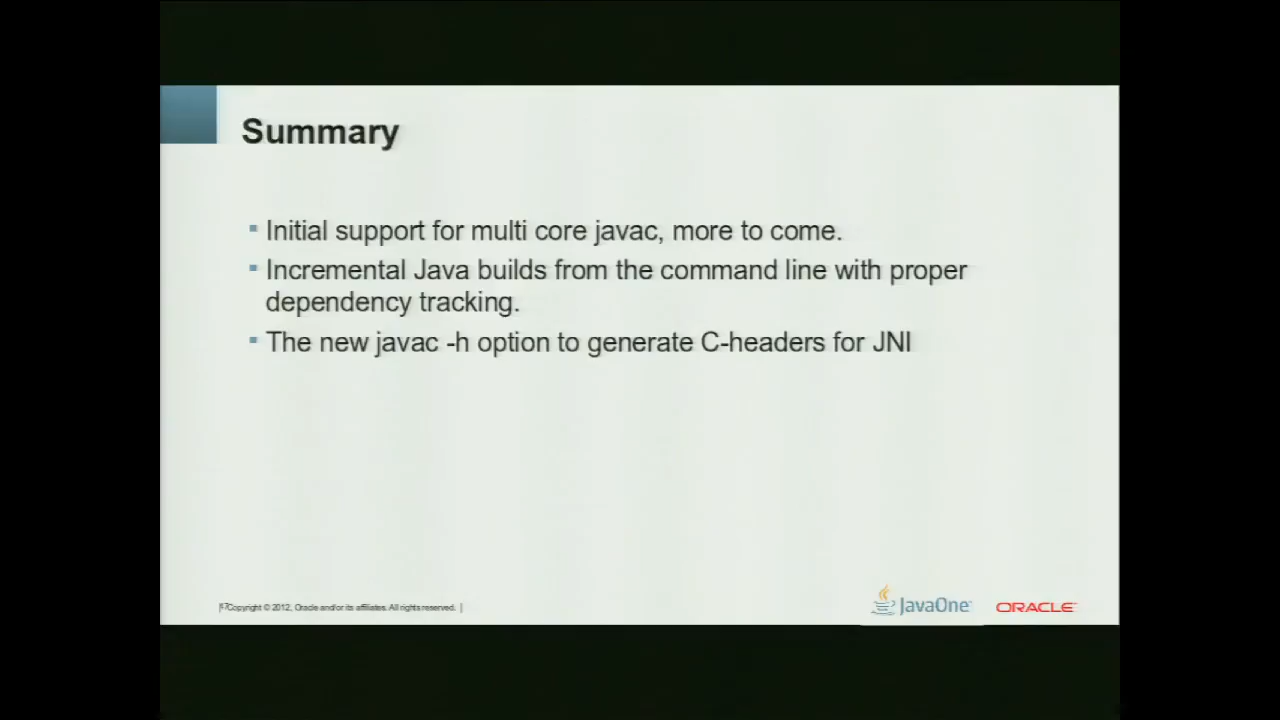 Summary
Initial support for multi core javac, more to come.
Incremental Java builds from the command line with proper
dependency tracking.
The new javac -h option to generate C-headers for JNI
Copyright © 2012, Oracle and/or its affiliates. All rights reserved.
JavaOne
ORACLE